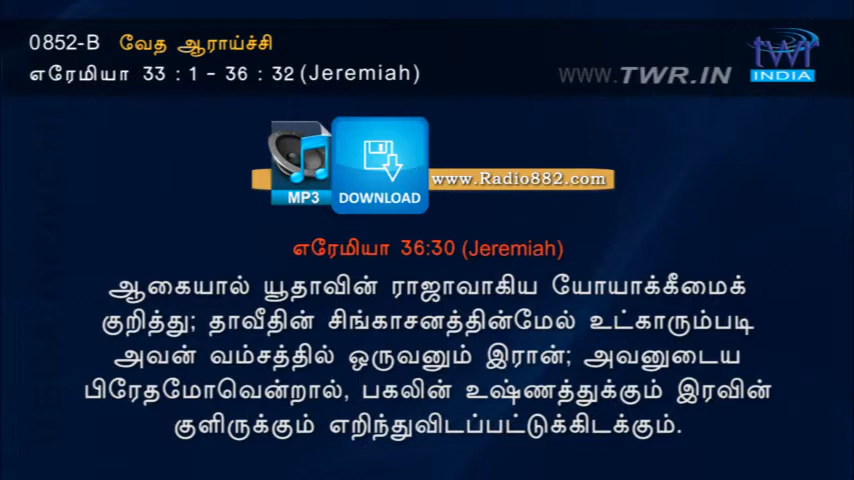 0852-B வேத ஆராய்ச்சி
எரேமியா 33 : 1 - 36 : 32 (Jeremiah)
WWW.TWR.IN
twr
INDIA
MP3
DOWNLOAD
www.Radio882.com
எரேமியா 36:30 (Jeremiah)
ஆகையால் யூதாவின் ராஜாவாகிய யோயாக்கீமைக்
குறித்து; தாவீதின் சிங்காசனத்தின்மேல் உட்காரும்படி
அவன் வம்சத்தில் ஒருவனும் இரான்; அவனுடைய
பிரேதமோவென்றால், பகலின் உஷ்ணத்துக்கும் இரவின்
குளிருக்கும் எறிந்துவிடப்பட்டுக்கிடக்கும்.